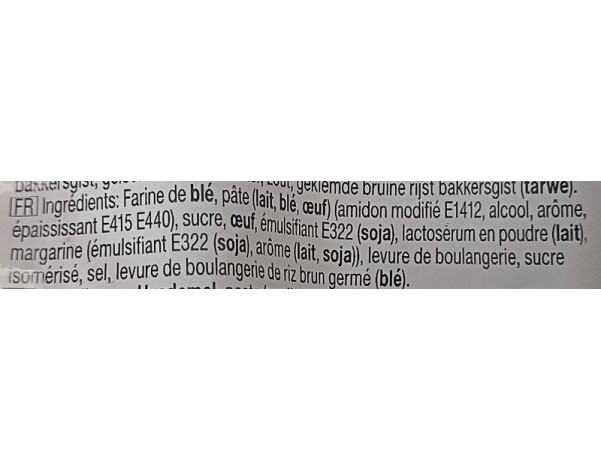 bakkersgist, zout, gekiemde bruine rijst bakkersgist (tarwe).
FR Ingrédients: Farine de blé, pâte (lait, blé, œuf) (amidon modifié E1412, alcool, arôme,
épaississant E415 E440), sucre, œuf, émulsifiant E322 (soja), lactosérum en poudre (lait),
margarine (émulsifiant E322 (soja), arôme (lait, soja)), levure de boulangerie, sucre
isomérisé, sel, levure de boulangerie de riz brun germé (blé).